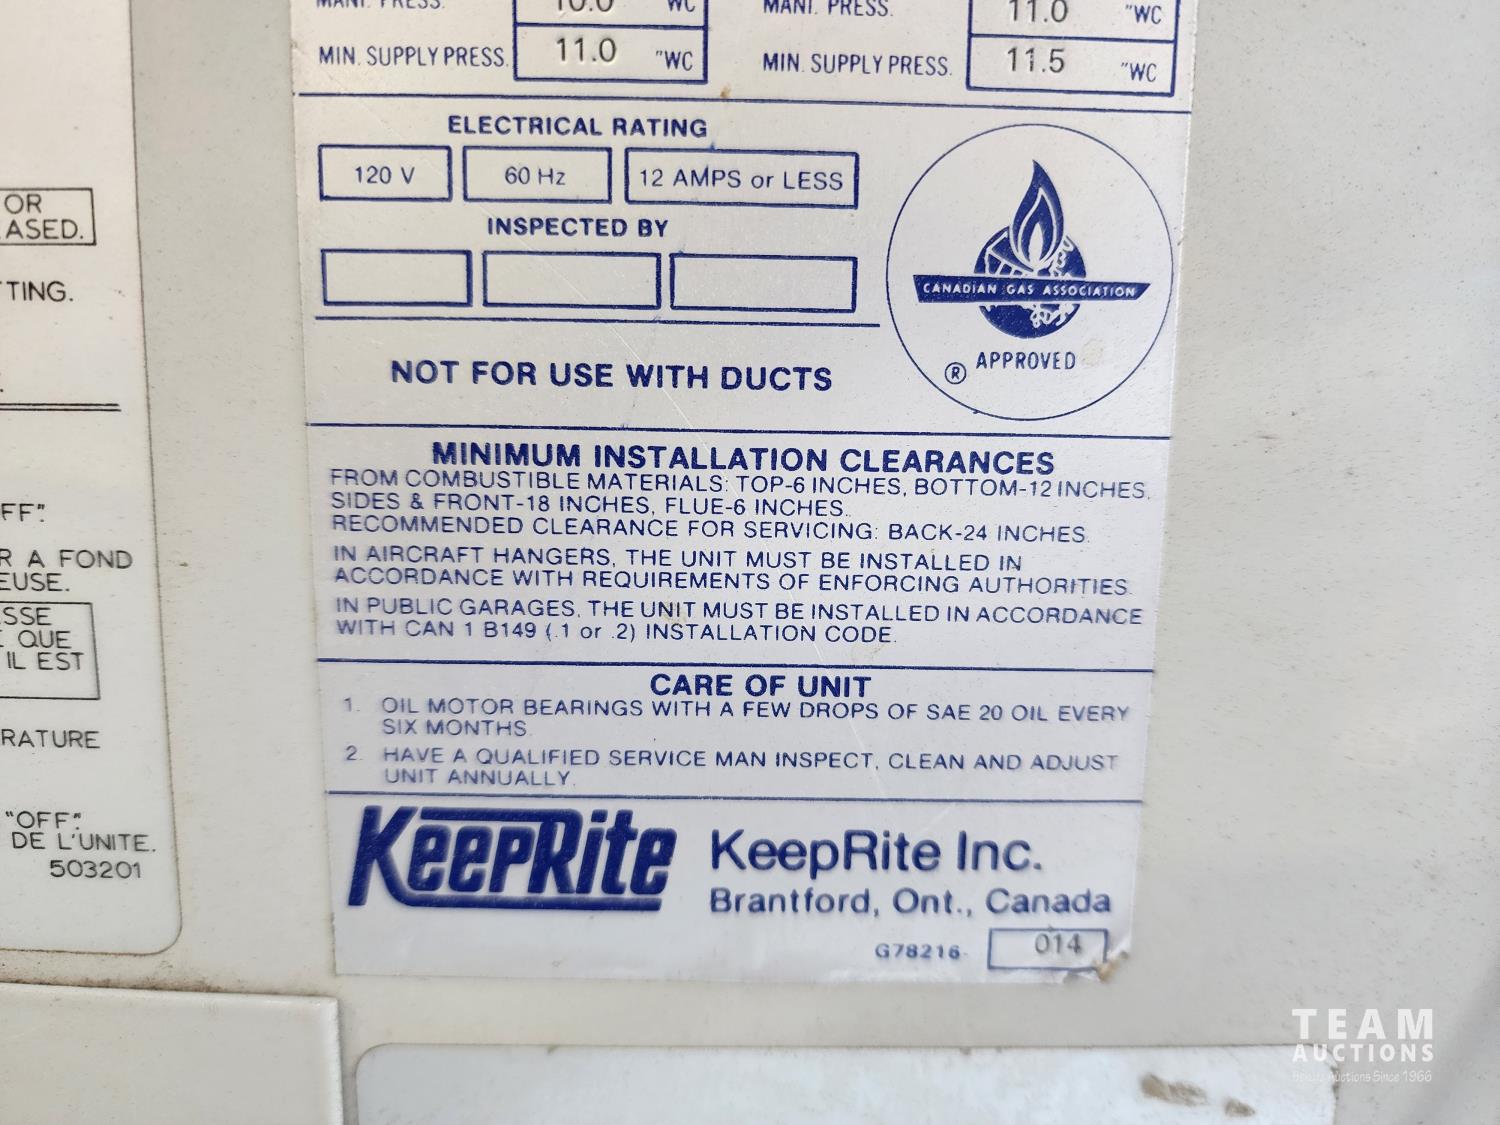 MANI. PRESS. 10.0 "WC MANI. PRESS. 11.0 "WC
MIN. SUPPLY PRESS. 11.0 "WC MIN. SUPPLY PRESS. 11.5 "WC
ELECTRICAL RATING
120 V 60 Hz 12 AMPS or LESS
INSPECTED BY
CANADIAN GAS ASSOCIATION
® APPROVED
NOT FOR USE WITH DUCTS
MINIMUM INSTALLATION CLEARANCES
FROM COMBUSTIBLE MATERIALS: TOP-6 INCHES, BOTTOM-12 INCHES,
SIDES & FRONT-18 INCHES, FLUE-6 INCHES.
RECOMMENDED CLEARANCE FOR SERVICING: BACK-24 INCHES.
IN AIRCRAFT HANGERS, THE UNIT MUST BE INSTALLED IN
ACCORDANCE WITH REQUIREMENTS OF ENFORCING AUTHORITIES.
IN PUBLIC GARAGES, THE UNIT MUST BE INSTALLED IN ACCORDANCE
WITH CAN 1 B149 (.1 or .2) INSTALLATION CODE.
CARE OF UNIT
1. OIL MOTOR BEARINGS WITH A FEW DROPS OF SAE 20 OIL EVERY
SIX MONTHS.
2. HAVE A QUALIFIED SERVICE MAN INSPECT, CLEAN AND ADJUST
UNIT ANNUALLY.
KeepRite
KeepRite Inc.
Brantford, Ont., Canada
G78216 014
OR
ASED.
TING.
FF".
R A FOND
EUSE.
SSE
QUE
IL EST
RATURE
"OFF".
DE L'UNITE.
503201
TEAM
AUCTIONS
Auctions Since 1966